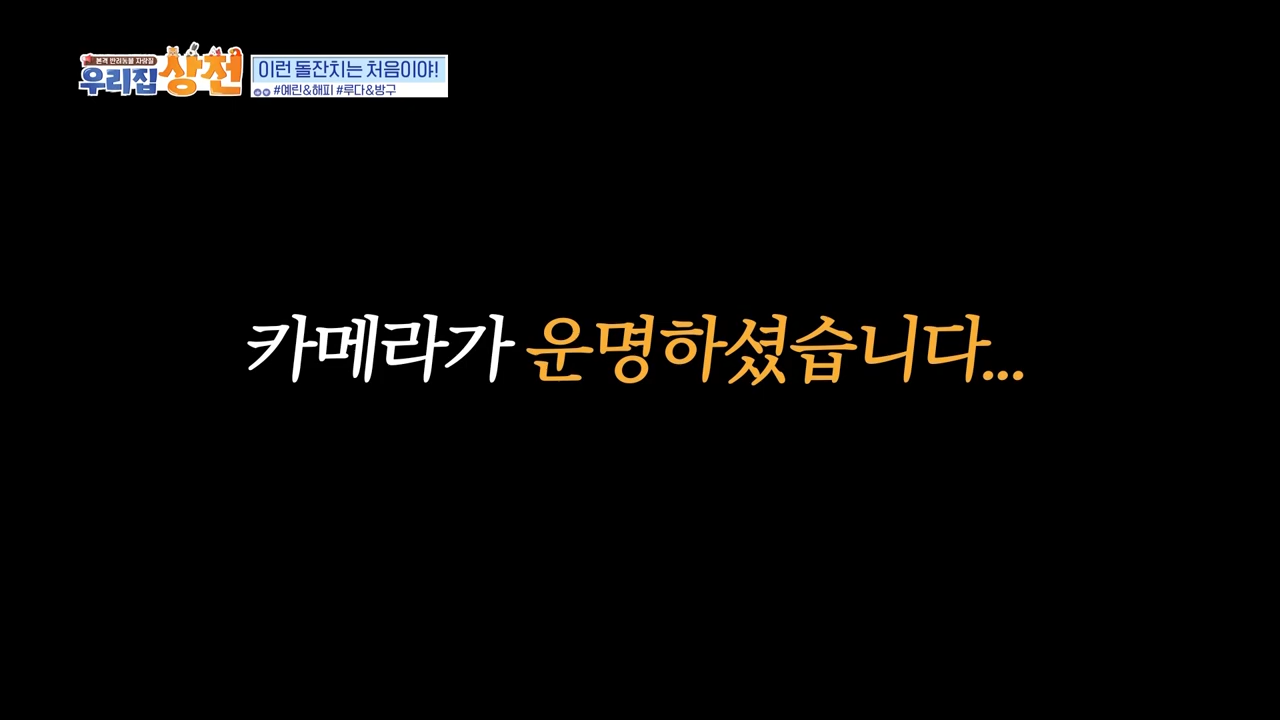 본격 반려동물 자랑질
우리집 상전
이런 돌잔치는 처음이야!
#예린&해피 #루다&방구
카메라가 운명하셨습니다...